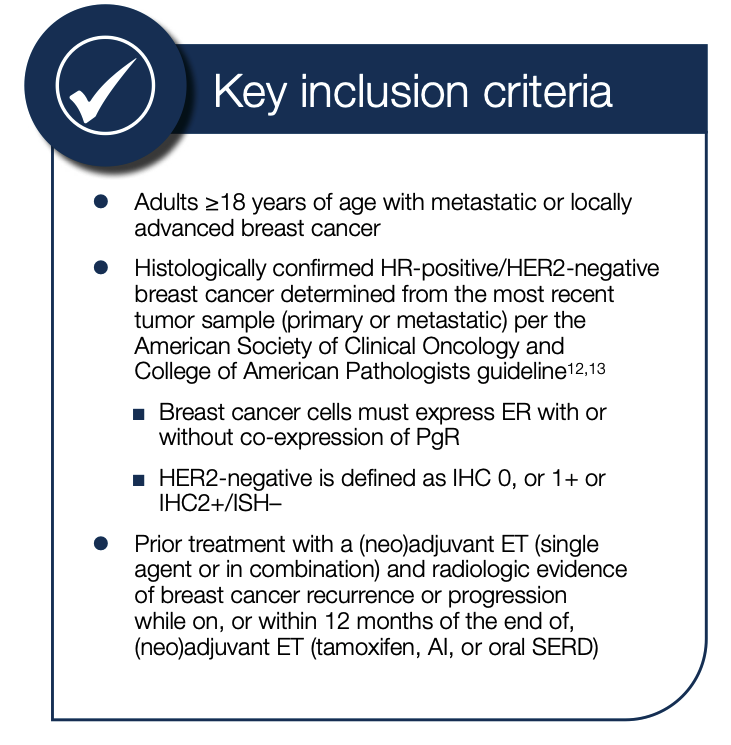 Key inclusion criteria
● Adults ≥18 years of age with metastatic or locally
advanced breast cancer
● Histologically confirmed HR-positive/HER2-negative
breast cancer determined from the most recent
tumor sample (primary or metastatic) per the
American Society of Clinical Oncology and
College of American Pathologists guideline12,13
■ Breast cancer cells must express ER with or
without co-expression of PgR
■ HER2-negative is defined as IHC 0, or 1+ or
IHC2+/ISH–
● Prior treatment with a (neo)adjuvant ET (single
agent or in combination) and radiologic evidence
of breast cancer recurrence or progression
while on, or within 12 months of the end of,
(neo)adjuvant ET (tamoxifen, AI, or oral SERD)